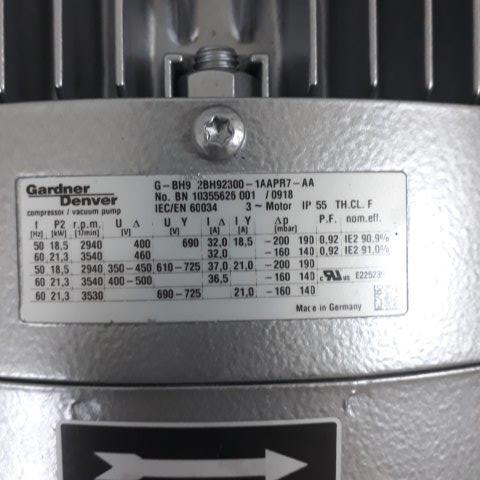 Gardner Denver
compressor / vacuum pump
G-BH9 2BH92300-1AAPR7-AA
No. BN 10355626 001 / 0918
IEC/EN 60034 3 ~ Motor IP 55 TH.CL. F
f P2 r.p.m. U Δ U Y I Δ I Y Δp P.F. nom.eff.
[Hz] [kW] [1/min] [V] [V] [A] [A] [mbar]
50 18,5 2940 400 690 32,0 18,5 -200 190 0,92 IE2 90,9%
60 21,3 3540 460 32,0 -160 140 0,92 IE2 91,0%
50 18,5 2940 350-450 610-725 37,0 21,0 -200 190
60 21,3 3540 400-500 36,5 -160 140 c UR us
60 21,3 3530 690-725 21,0 -160 140
Made in Germany